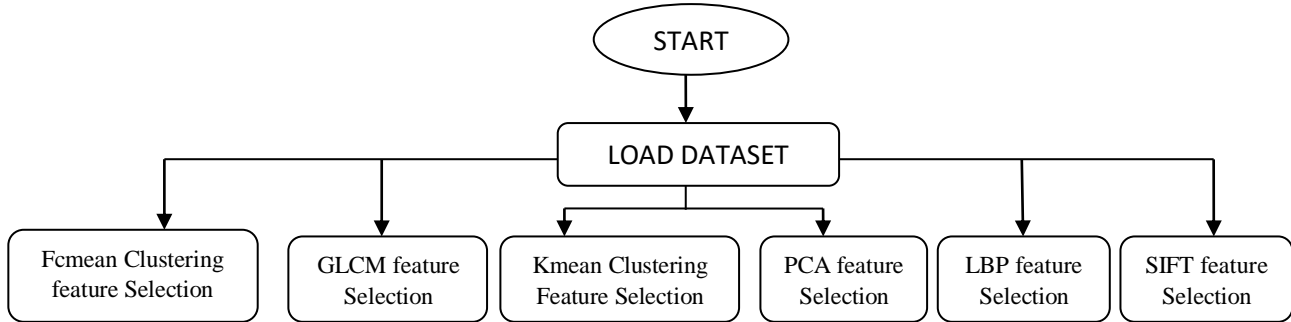 START
LOAD DATASET
Fcmean Clustering
feature Selection
GLCM feature
Selection
Kmean Clustering
Feature Selection
PCA feature
Selection
LBP feature
Selection
SIFT feature
Selection